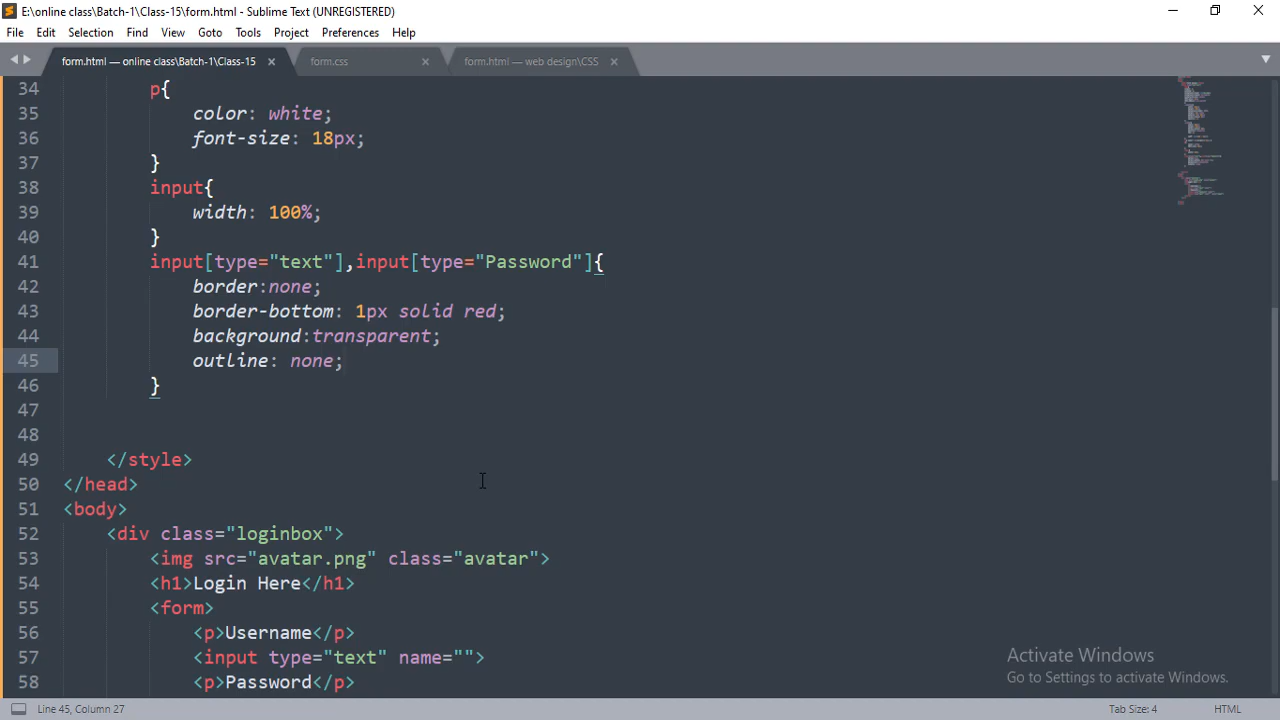 E:\online class\Batch-1\Class-15\form.html - Sublime Text (UNREGISTERED)
File Edit Selection Find View Goto Tools Project Preferences Help
form.html — online class\Batch-1\Class-15 × form.css × form.html — web design\CSS ×
34 p{
35 color: white;
36 font-size: 18px;
37 }
38 input{
39 width: 100%;
40 }
41 input[type="text"],input[type="Password"]{
42 border:none;
43 border-bottom: 1px solid red;
44 background:transparent;
45 outline: none;
46 }
47
48
49 </style>
50 </head>
51 <body>
52 <div class="loginbox">
53 <img src="avatar.png" class="avatar">
54 <h1>Login Here</h1>
55 <form>
56 <p>Username</p>
57 <input type="text" name="">
58 <p>Password</p>
Activate Windows
Go to Settings to activate Windows.
Line 45, Column 27 Tab Size: 4 HTML